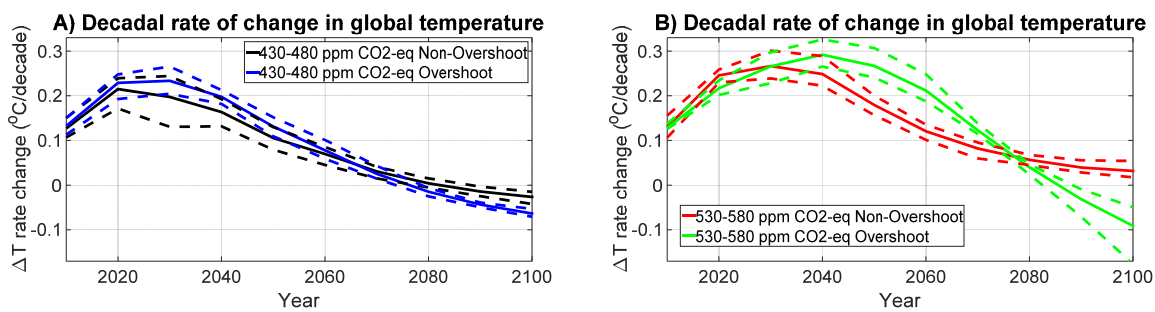 A) Decadal rate of change in global temperature
0.3
0.2
0.1
0
-0.1
△T rate change (°C/decade)
430-480 ppm CO2-eq Non-Overshoot
430-480 ppm CO2-eq Overshoot
2020 2040 2060 2080 2100
Year
B) Decadal rate of change in global temperature
0.3
0.2
0.1
0
-0.1
△T rate change (°C/decade)
530-580 ppm CO2-eq Non-Overshoot
530-580 ppm CO2-eq Overshoot
2020 2040 2060 2080 2100
Year